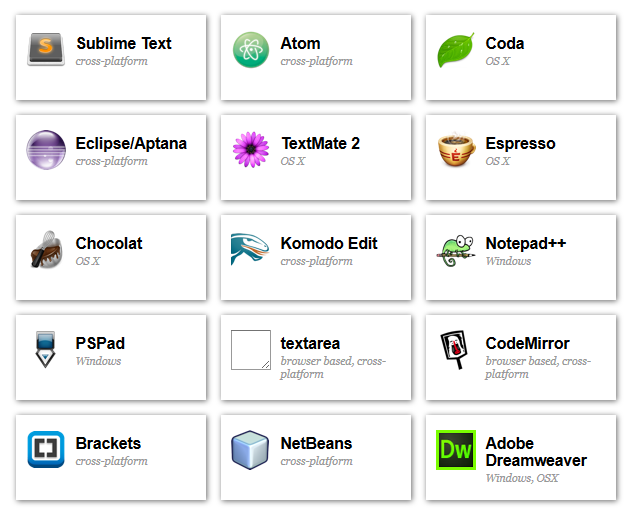 S
Sublime Text
cross-platform
Atom
cross-platform
Coda
OS X
Eclipse/Aptana
cross-platform
TextMate 2
OS X
E
Espresso
OS X
Chocolat
OS X
Komodo Edit
cross-platform
Notepad++
Windows
PSPad
Windows
textarea
browser based, cross-
platform
CodeMirror
browser based, cross-
platform
Brackets
cross-platform
NetBeans
cross-platform
Dw
Adobe
Dreamweaver
Windows, OSX